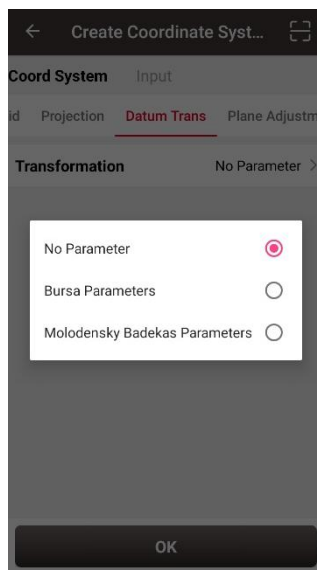 Create Coordinate Syst...
Coord System Input
id Projection Datum Trans Plane Adjustm
Transformation No Parameter
No Parameter
Bursa Parameters
Molodensky Badekas Parameters
OK